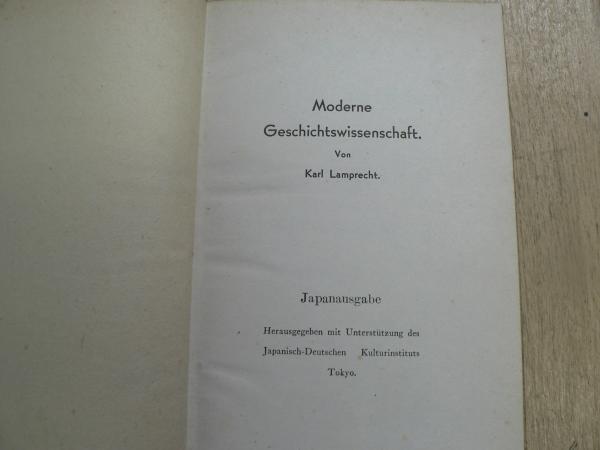 Moderne
Geschichtswissenschaft.
Von
Karl Lamprecht.
Japanausgabe
Herausgegeben mit Unterstützung des
Japanisch-Deutschen Kulturinstituts
Tokyo.